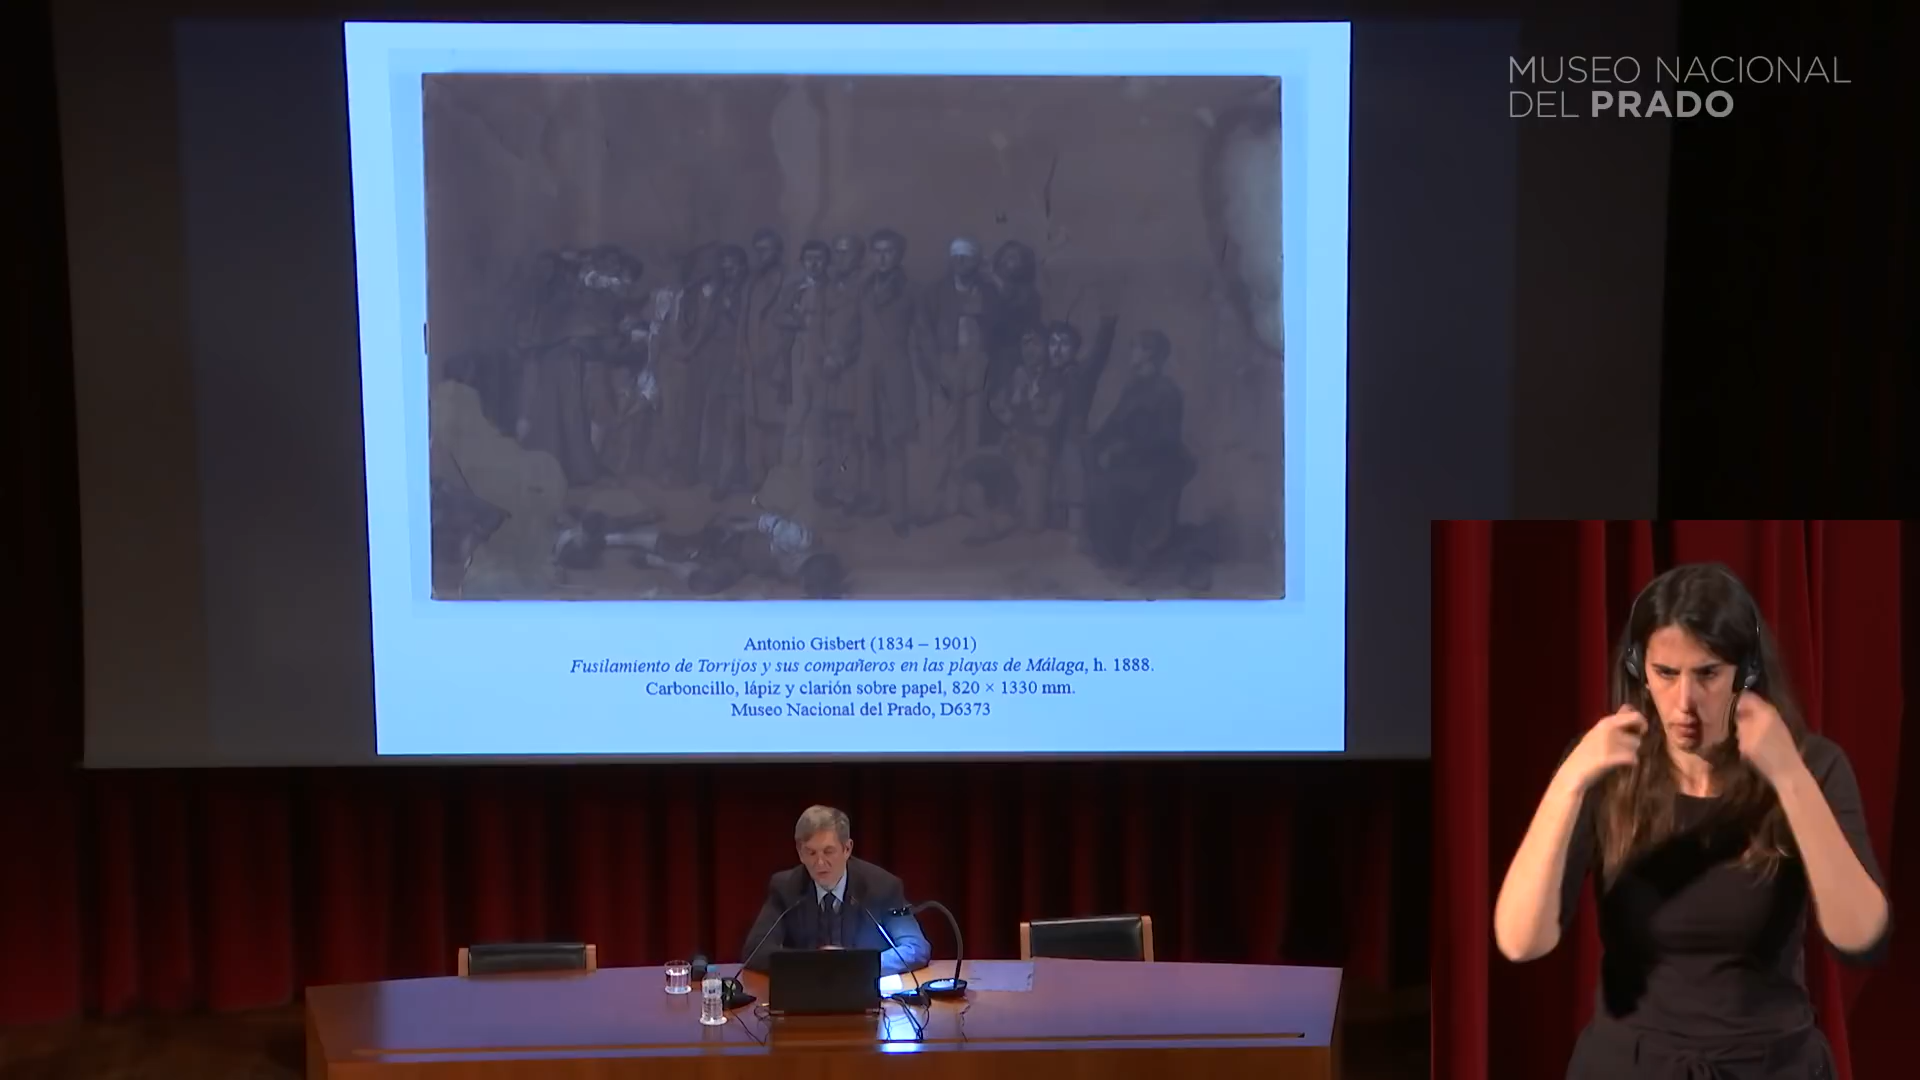 MUSEO NACIONAL
DEL PRADO
Antonio Gisbert (1834 – 1901)
Fusilamiento de Torrijos y sus compañeros en las playas de Málaga, h. 1888.
Carboncillo, lápiz y clarión sobre papel, 820 × 1330 mm.
Museo Nacional del Prado, D6373